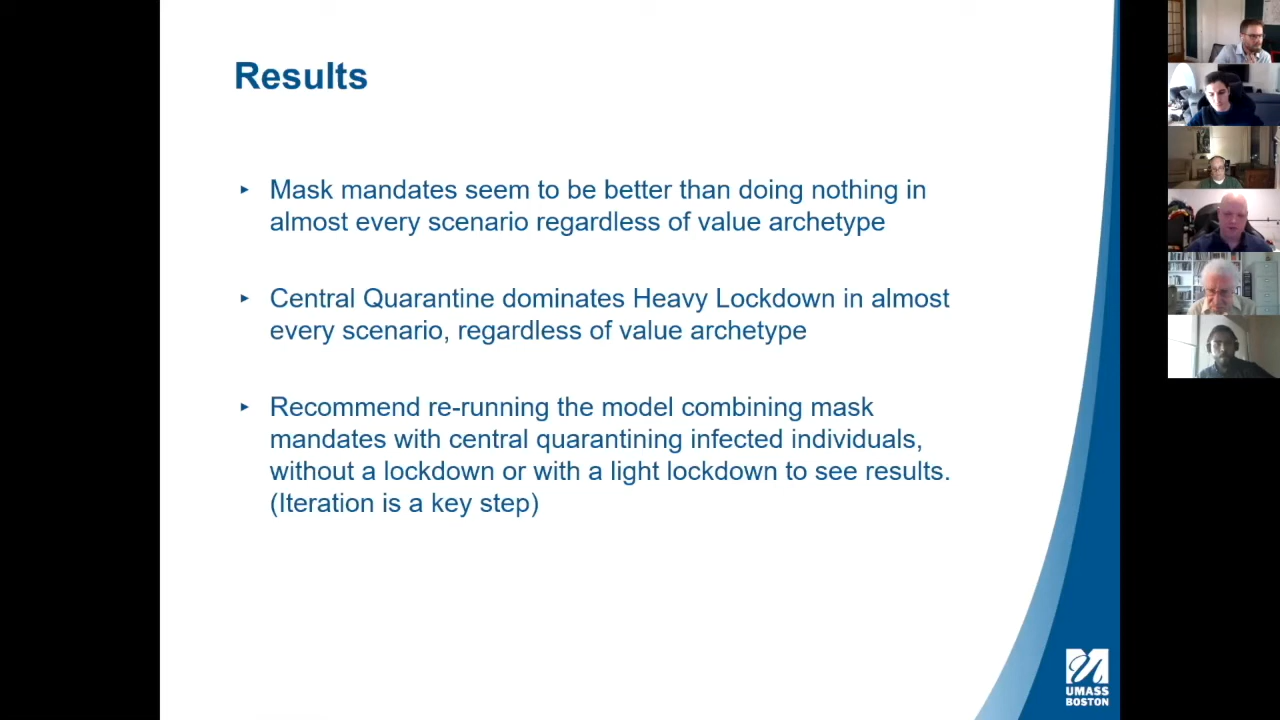 Results
Mask mandates seem to be better than doing nothing in
almost every scenario regardless of value archetype
Central Quarantine dominates Heavy Lockdown in almost
every scenario, regardless of value archetype
Recommend re-running the model combining mask
mandates with central quarantining infected individuals,
without a lockdown or with a light lockdown to see results.
(Iteration is a key step)
UMASS
BOSTON